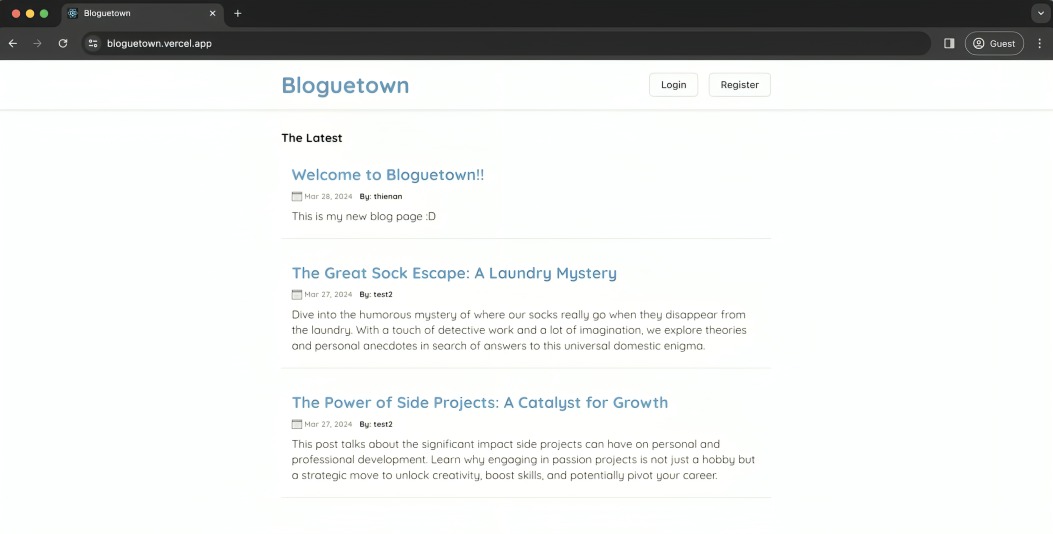 Bloguetown
bloguetown.vercel.app
Guest
Bloguetown
Login
Register
The Latest
Welcome to Bloguetown!!
Mar 28, 2024 By: thienan
This is my new blog page :D
The Great Sock Escape: A Laundry Mystery
Mar 27, 2024 By: test2
Dive into the humorous mystery of where our socks really go when they disappear from
the laundry. With a touch of detective work and a lot of imagination, we explore theories
and personal anecdotes in search of answers to this universal domestic enigma.
The Power of Side Projects: A Catalyst for Growth
Mar 27, 2024 By: test2
This post talks about the significant impact side projects can have on personal and
professional development. Learn why engaging in passion projects is not just a hobby but
a strategic move to unlock creativity, boost skills, and potentially pivot your career.